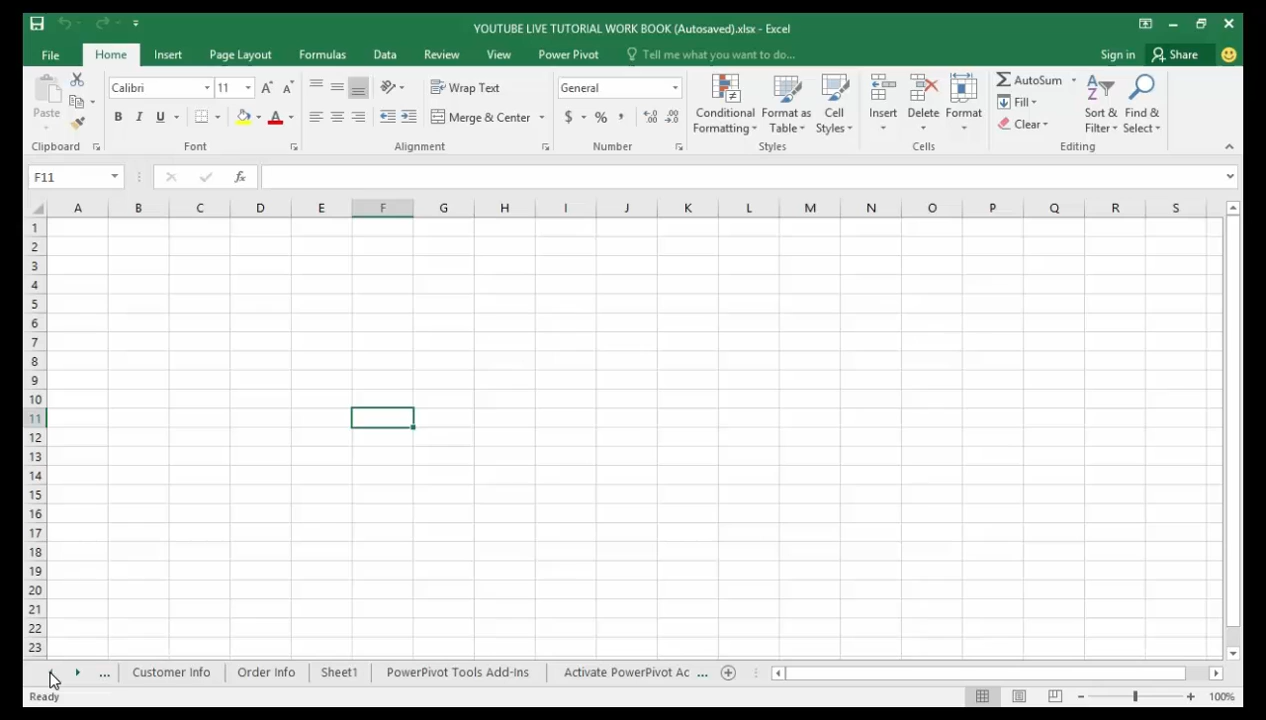 YOUTUBE LIVE TUTORIAL WORK BOOK (Autosaved).xlsx - Excel
File Home Insert Page Layout Formulas Data Review View Power Pivot Tell me what you want to do... Sign in Share
Paste Calibri 11 Wrap Text General Conditional Formatting Format as Table Cell Styles Insert Delete Format AutoSum Fill Clear Sort & Filter Find & Select
B I U A Merge & Center $ % ,
Clipboard Font Alignment Number Styles Cells Editing
F11 fx
A B C D E F G H I J K L M N O P Q R S
1
2
3
4
5
6
7
8
9
10
11
12
13
14
15
16
17
18
19
20
21
22
23
... Customer Info Order Info Sheet1 PowerPivot Tools Add-Ins Activate PowerPivot Ac ...
Ready 100%